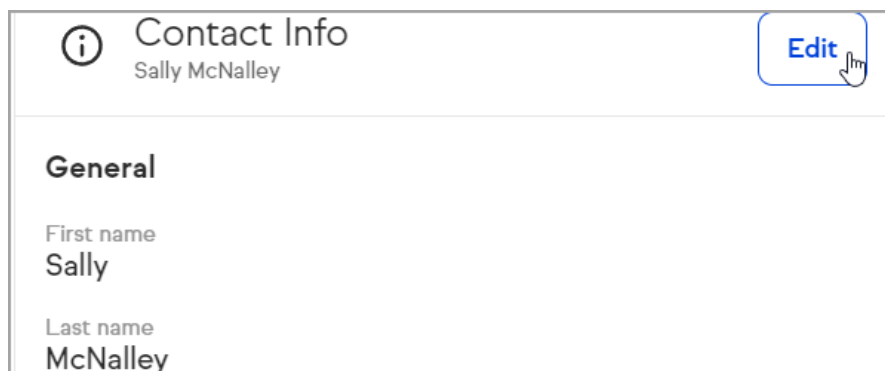 Contact Info
Sally McNalley
Edit
General
First name
Sally
Last name
McNalley